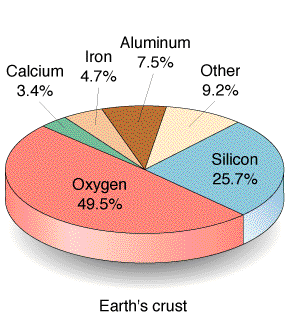 Aluminum
7.5%
Iron
4.7%
Calcium
3.4%
Other
9.2%
Silicon
25.7%
Oxygen
49.5%
Earth's crust